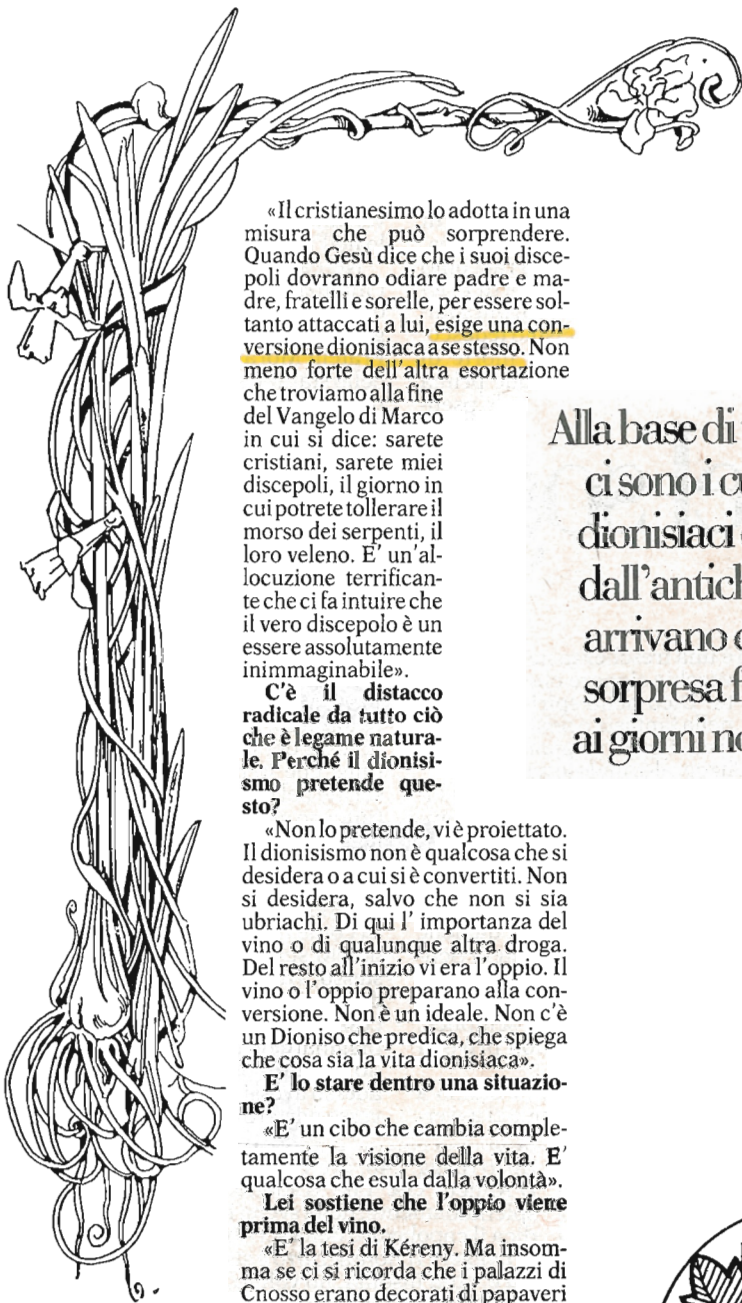 «Il cristianesimo lo adotta in una
misura che può sorprendere.
Quando Gesù dice che i suoi disce-
poli dovranno odiare padre e ma-
dre, fratelli e sorelle, per essere sol-
tanto attaccati a lui, esige una con-
versione dionisiaca a se stesso. Non
meno forte dell'altra esortazione
che troviamo alla fine
del Vangelo di Marco
in cui si dice: sarete
cristiani, sarete miei
discepoli, il giorno in
cui potrete tollerare il
morso dei serpenti, il
loro veleno. E' un'al-
locuzione terrifican-
te che ci fa intuire che
il vero discepolo è un
essere assolutamente
inimmaginabile».
C'è il distacco
radicale da tutto ciò
che è legame natura-
le. Perché il dionisi-
smo pretende que-
sto?
«Non lo pretende, vi è proiettato.
Il dionisismo non è qualcosa che si
desidera o a cui si è convertiti. Non
si desidera, salvo che non si sia
ubriachi. Di qui l' importanza del
vino o di qualunque altra droga.
Del resto all'inizio vi era l'oppio. Il
vino o l'oppio preparano alla con-
versione. Non è un ideale. Non c'è
un Dioniso che predica, che spiega
che cosa sia la vita dionisiaca».
E' lo stare dentro una situazio-
ne?
«E' un cibo che cambia comple-
tamente la visione della vita. E'
qualcosa che esula dalla volontà».
Lei sostiene che l'oppio viene
prima del vino.
«E' la tesi di Kéreny. Ma insom-
ma se ci si ricorda che i palazzi di
Cnosso erano decorati di papaveri
Alla base di
ci sono i cu
dionisiaci
dall'antich
arrivano
sorpresa f
ai giorni no